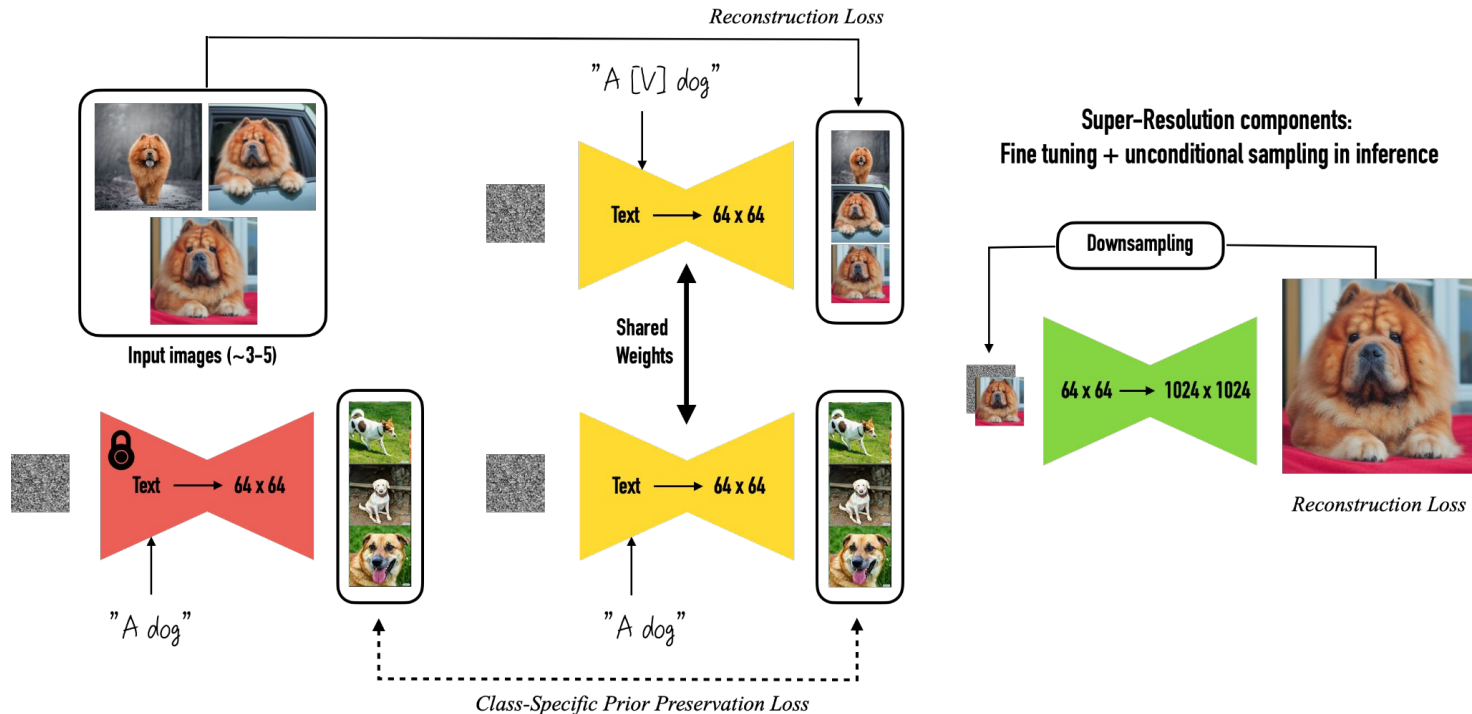 Reconstruction Loss
"A [V] dog"
Text → 64 x 64
Input images (~3-5)
Shared
Weights
Text → 64 x 64
"A dog"
Text → 64 x 64
"A dog"
Class-Specific Prior Preservation Loss
Super-Resolution components:
Fine tuning + unconditional sampling in inference
Downsampling
64 x 64 → 1024 x 1024
Reconstruction Loss